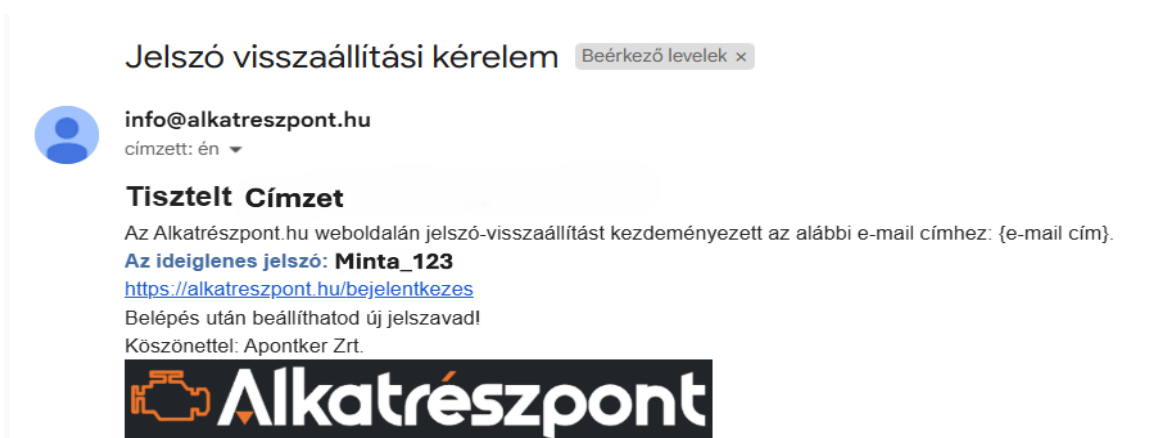 Jelszó visszaállítási kérelem Beérkező levelek ×
info@alkatreszpont.hu
címzett: én
Tisztelt Címzet
Az Alkatrészpont.hu weboldalán jelszó-visszaállítást kezdeményezett az alábbi e-mail címhez: {e-mail cím}.
Az ideiglenes jelszó: Minta_123
https://alkatreszpont.hu/bejelentkezes
Belépés után beállíthatod új jelszavad!
Köszönettel: Apontker Zrt.
Alkatrészpont